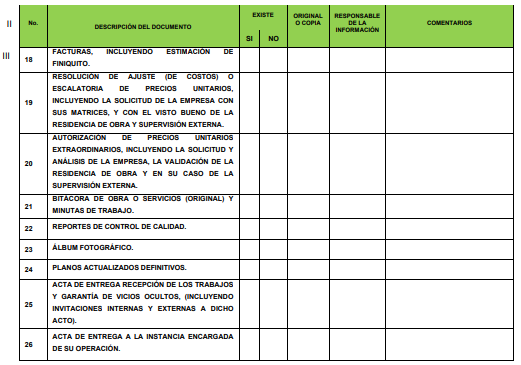 II
III
No.
DESCRIPCIÓN DEL DOCUMENTO
EXISTE
SI NO
ORIGINAL
O COPIA
RESPONSABLE
DE LA
INFORMACIÓN
COMENTARIOS
18
FACTURAS, INCLUYENDO ESTIMACIÓN DE
FINIQUITO.
19
RESOLUCIÓN DE AJUSTE (DE COSTOS) O
ESCALATORIA DE PRECIOS UNITARIOS,
INCLUYENDO LA SOLICITUD DE LA EMPRESA CON
SUS MATRICES, Y CON EL VISTO BUENO DE LA
RESIDENCIA DE OBRA Y SUPERVISIÓN EXTERNA.
20
AUTORIZACIÓN DE PRECIOS UNITARIOS
EXTRAORDINARIOS, INCLUYENDO LA SOLICITUD Y
ANÁLISIS DE LA EMPRESA, LA VALIDACIÓN DE LA
RESIDENCIA DE OBRA Y EN SU CASO DE LA
SUPERVISIÓN EXTERNA.
21
BITÁCORA DE OBRA O SERVICIOS (ORIGINAL) Y
MINUTAS DE TRABAJO.
22
REPORTES DE CONTROL DE CALIDAD.
23
ÁLBUM FOTOGRÁFICO.
24
PLANOS ACTUALIZADOS DEFINITIVOS.
25
ACTA DE ENTREGA RECEPCIÓN DE LOS TRABAJOS
Y GARANTÍA DE VICIOS OCULTOS, (INCLUYENDO
INVITACIONES INTERNAS Y EXTERNAS A DICHO
ACTO).
26
ACTA DE ENTREGA A LA INSTANCIA ENCARGADA
DE SU OPERACIÓN.